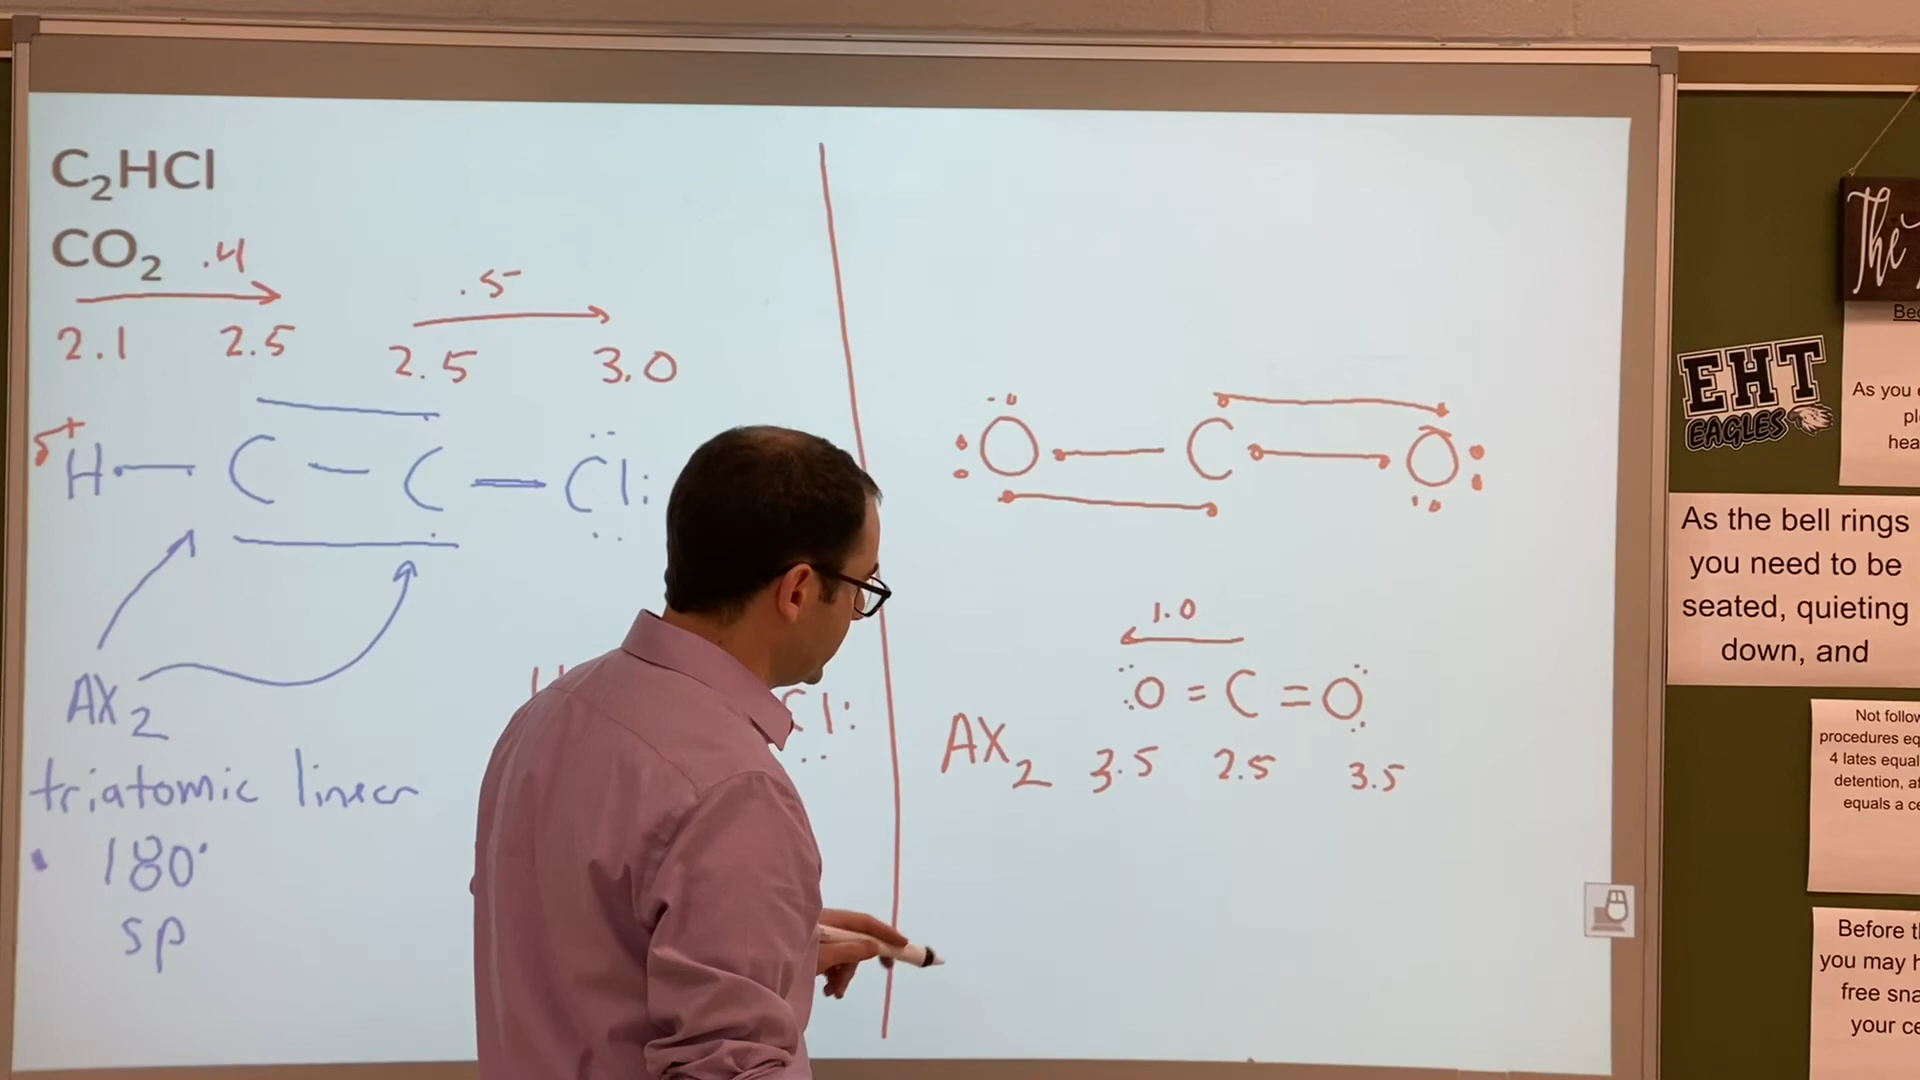 C₂HCl
CO₂
.4
2.1 2.5
.5
2.5 3.0
δ+
H — C — C — Cl:
AX₂
triatomic linear
180°
sp
Cl:
O — C — O
1.0
:O = C = O
AX₂
3.5 2.5 3.5
The
EHT
EAGLES
As you
As the bell rings
you need to be
seated, quieting
down, and
Not follow
procedures eq
4 lates equal
detention, a
equals a ce
Before t
you may h
free sna
your ce